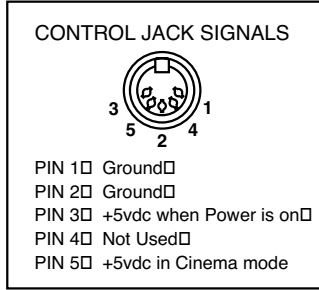 CONTROL JACK SIGNALS
3 1
5 4
2
PIN 1□ Ground□
PIN 2□ Ground□
PIN 3□ +5vdc when Power is on□
PIN 4□ Not Used□
PIN 5□ +5vdc in Cinema mode